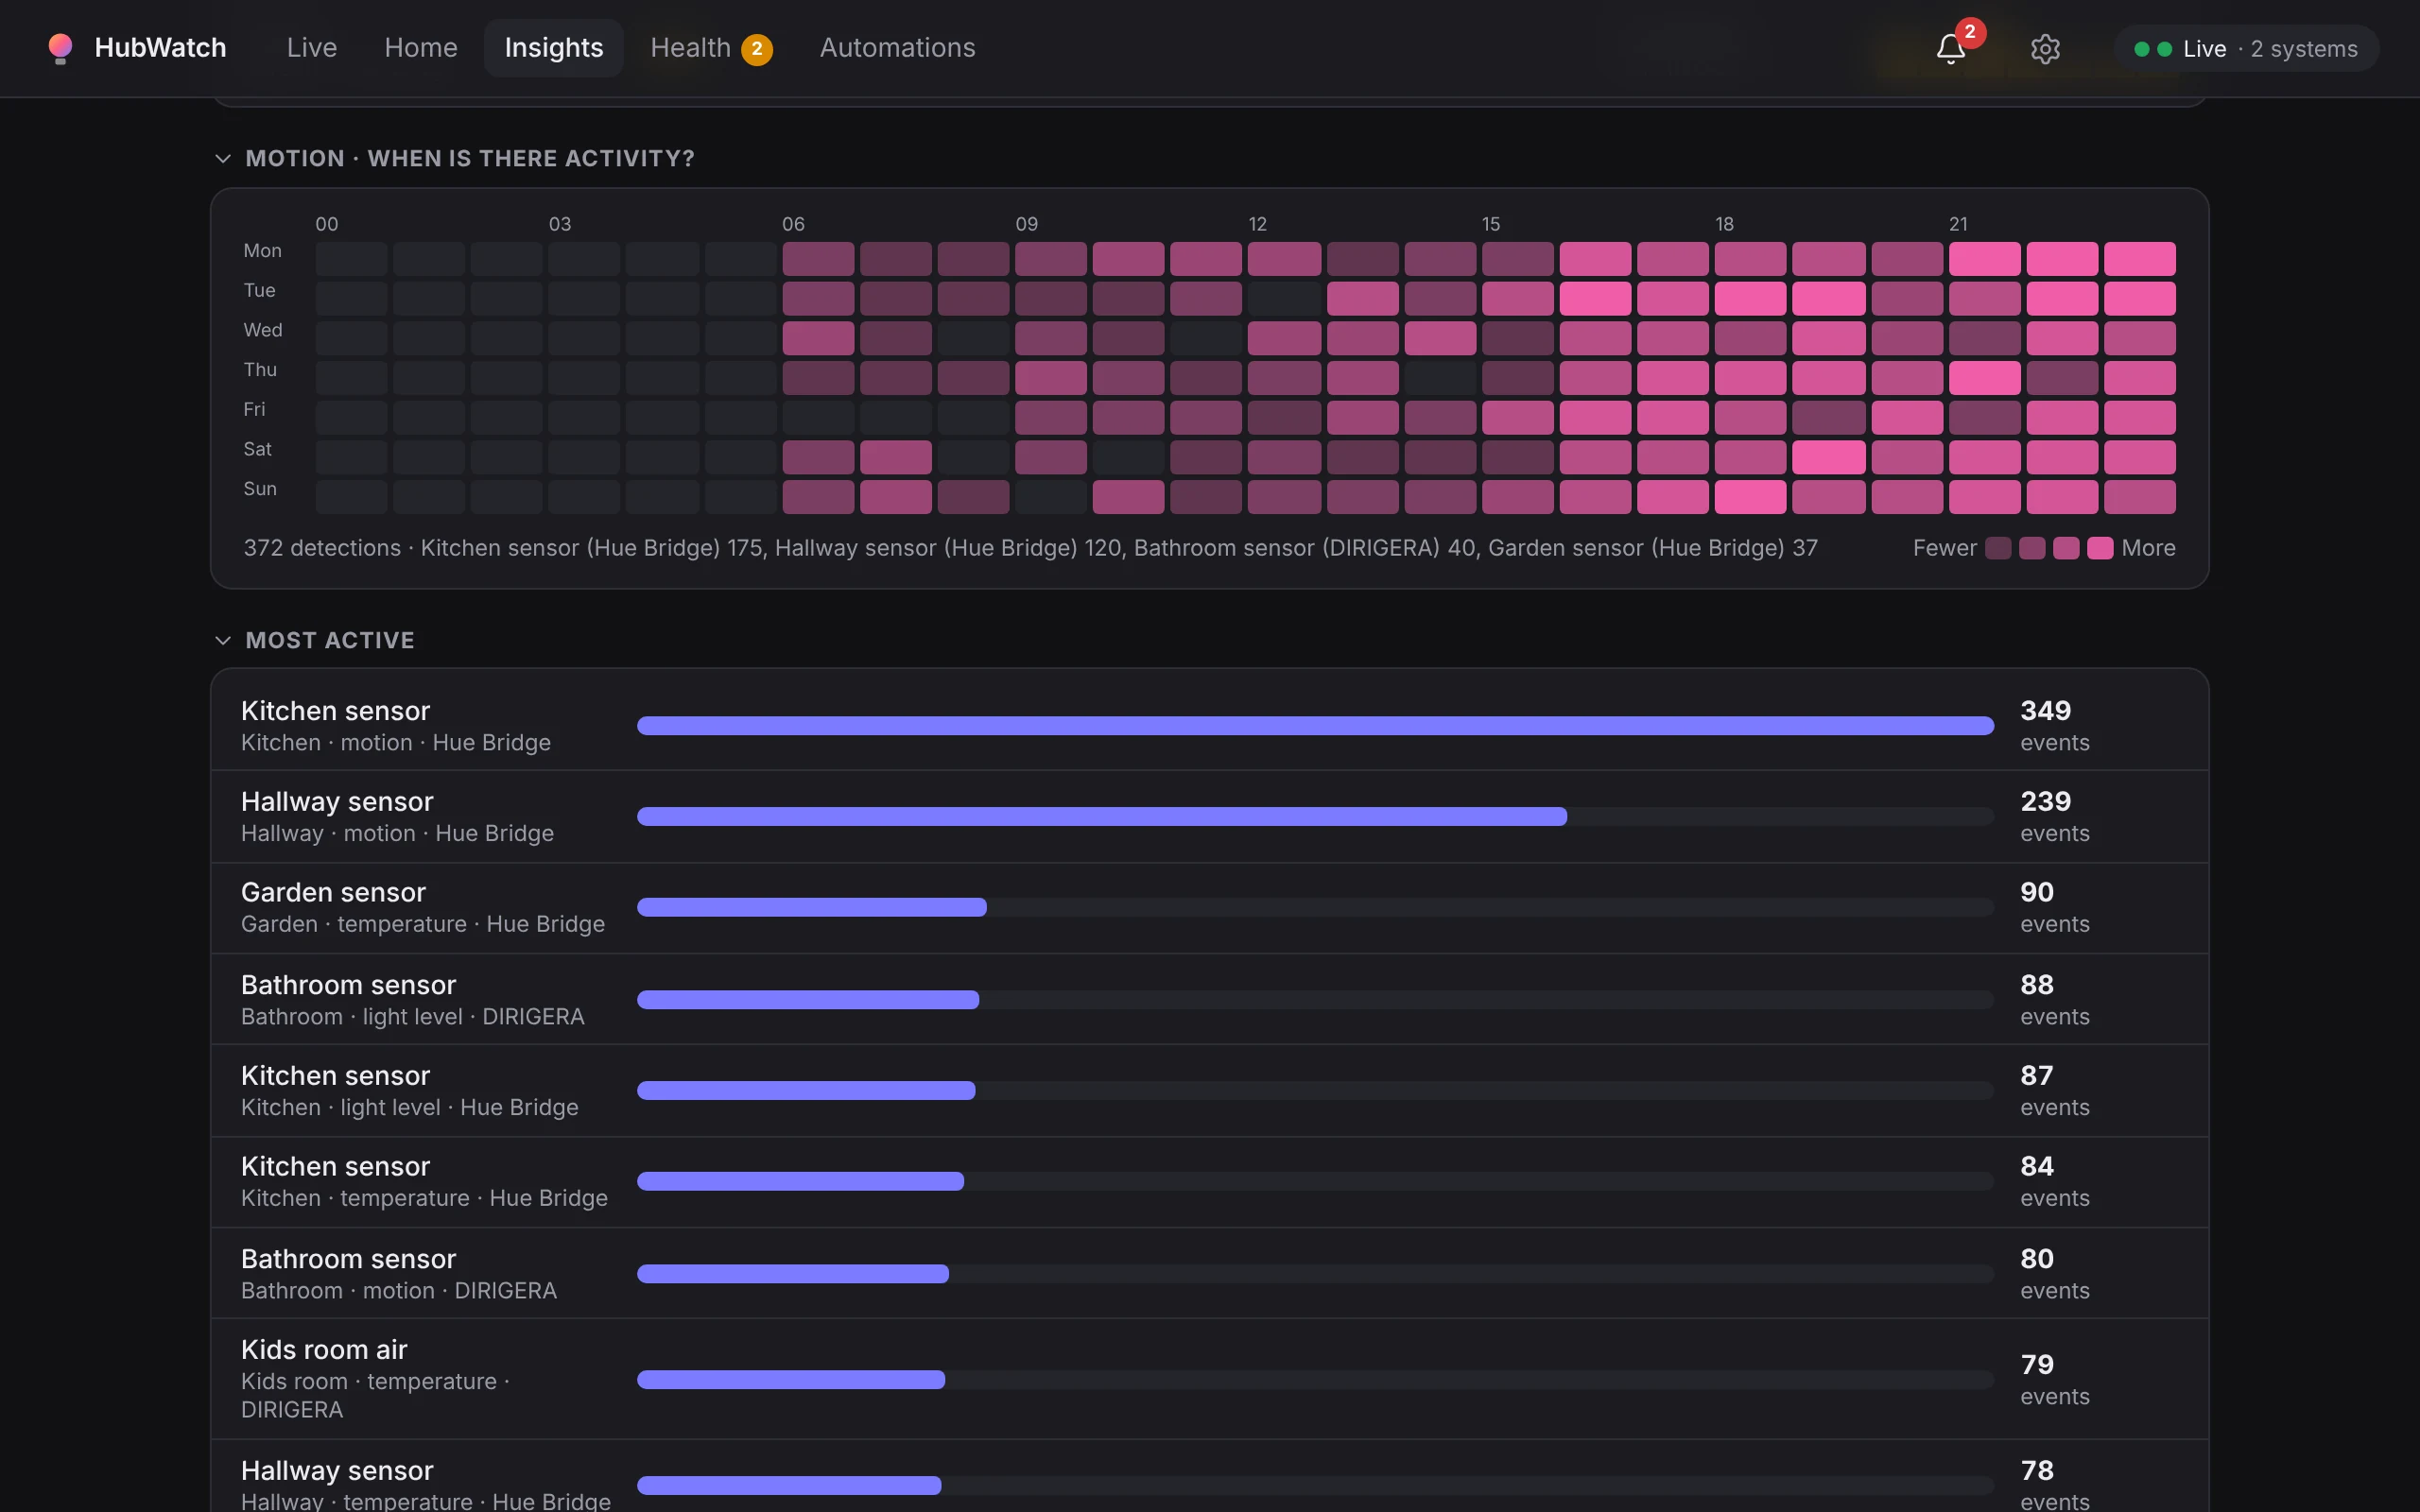 HubWatch Live Home Insights Health 2 Automations 2 Live · 2 systems
MOTION · WHEN IS THERE ACTIVITY?
00 03 06 09 12 15 18 21
Mon
Tue
Wed
Thu
Fri
Sat
Sun
372 detections · Kitchen sensor (Hue Bridge) 175, Hallway sensor (Hue Bridge) 120, Bathroom sensor (DIRIGERA) 40, Garden sensor (Hue Bridge) 37 Fewer More
MOST ACTIVE
Kitchen sensor 349
Kitchen · motion · Hue Bridge events
Hallway sensor 239
Hallway · motion · Hue Bridge events
Garden sensor 90
Garden · temperature · Hue Bridge events
Bathroom sensor 88
Bathroom · light level · DIRIGERA events
Kitchen sensor 87
Kitchen · light level · Hue Bridge events
Kitchen sensor 84
Kitchen · temperature · Hue Bridge events
Bathroom sensor 80
Bathroom · motion · DIRIGERA events
Kids room air 79
Kids room · temperature · events
DIRIGERA
Hallway sensor 78
Hallway · temperature · Hue Bridge events